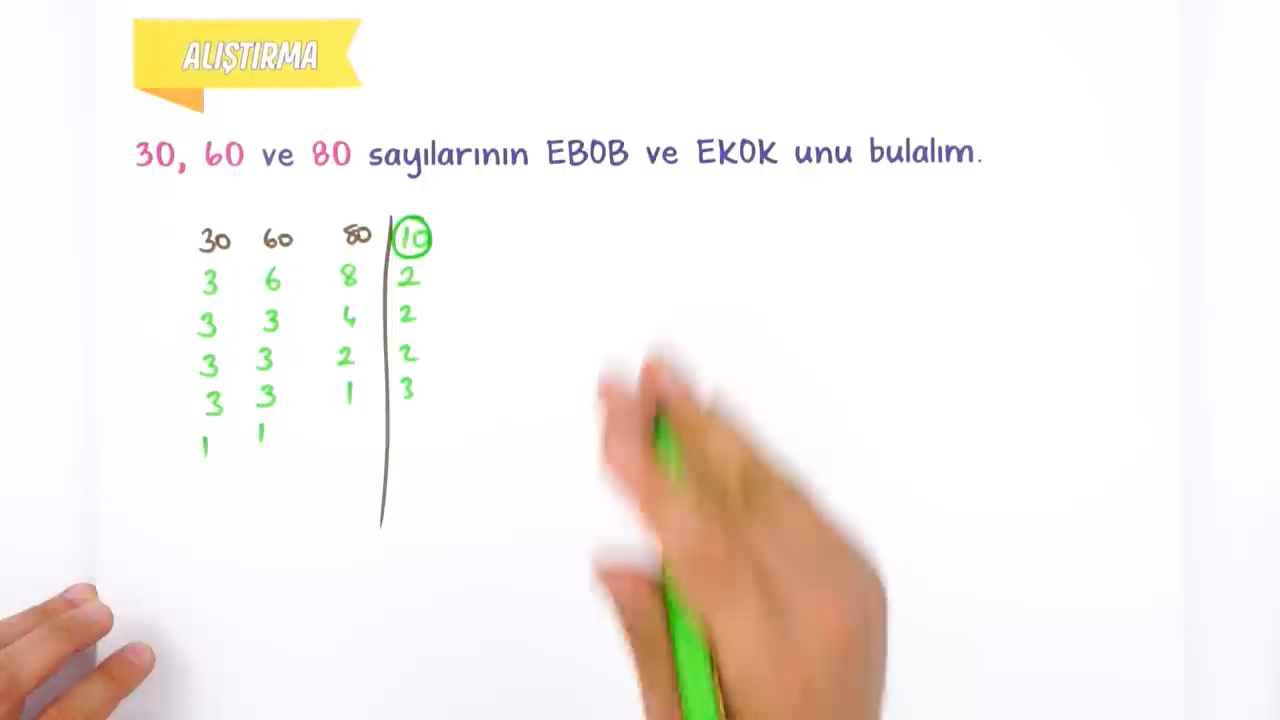 ALIŞTIRMA
30, 60 ve 80 sayılarının EBOB ve EKOK unu bulalım.
30 60 80 10
3 6 8 2
3 3 4 2
3 3 2 2
3 3 1 3
1 1